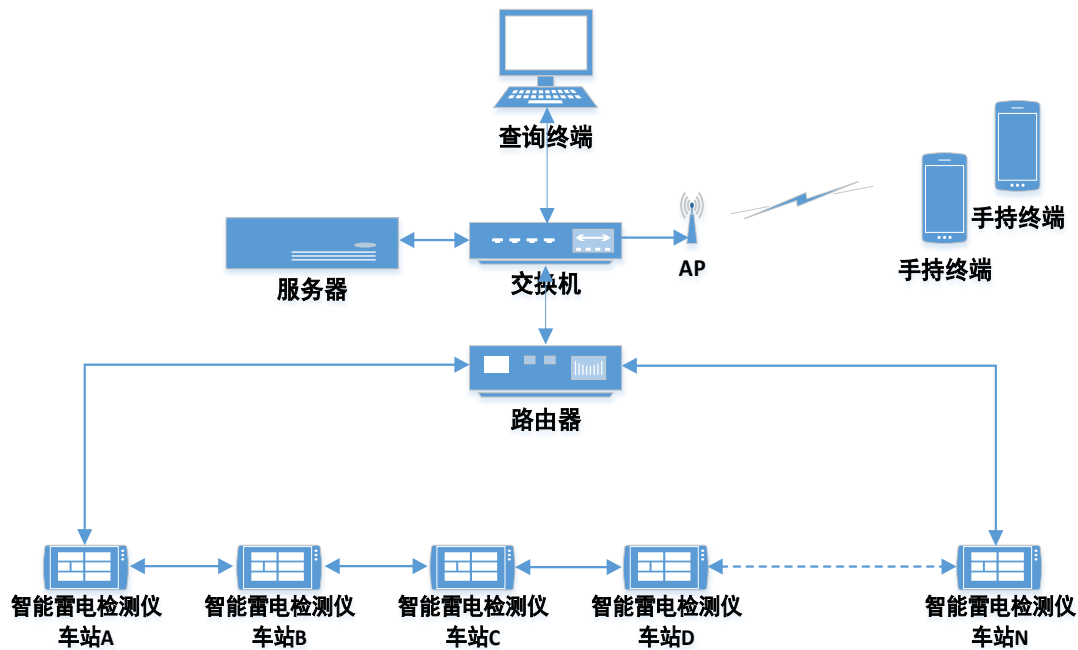 查询终端
手持终端
手持终端
服务器
交换机
AP
路由器
智能雷电检测仪
车站A
智能雷电检测仪
车站B
智能雷电检测仪
车站C
智能雷电检测仪
车站D
智能雷电检测仪
车站N